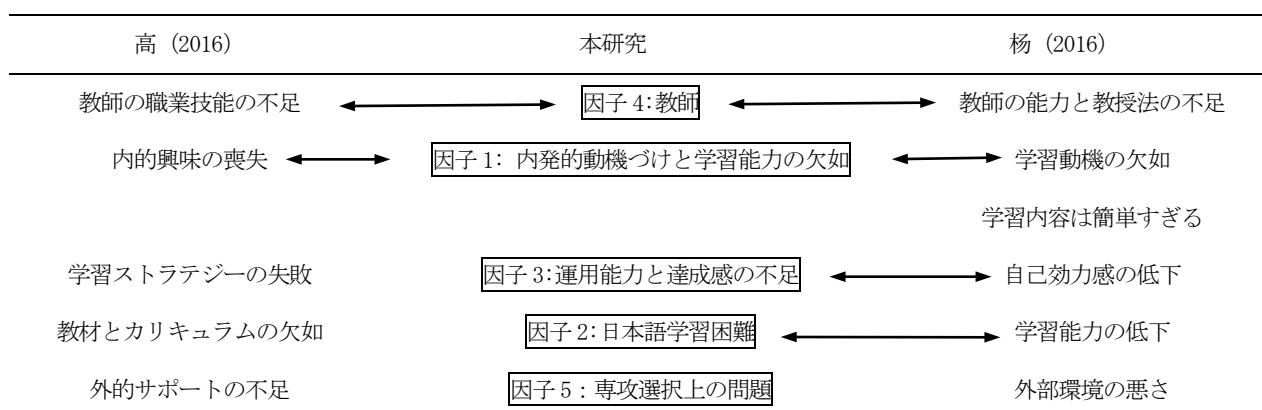 高（2016） 本研究 杨（2016）
教師の職業技能の不足 因子 4:教師 教師の能力と教授法の不足
内的興味の喪失 因子 1: 内発的動機づけと学習能力の欠如 学習動機の欠如
学習内容は簡単すぎる
学習ストラテジーの失敗 因子 3:運用能力と達成感の不足 自己効力感の低下
教材とカリキュラムの欠如 因子 2:日本語学習困難 学習能力の低下
外的サポートの不足 因子 5：専攻選択上の問題 外部環境の悪さ